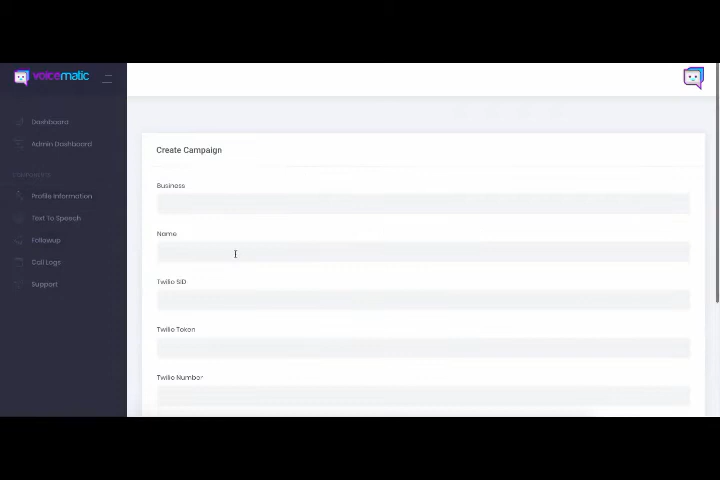 voicematic
Dashboard
Admin Dashboard
Profile Information
Text To Speech
Followup
Call Logs
Support
Create Campaign
Business
Name
Twilio SID
Twilio Token
Twilio Number